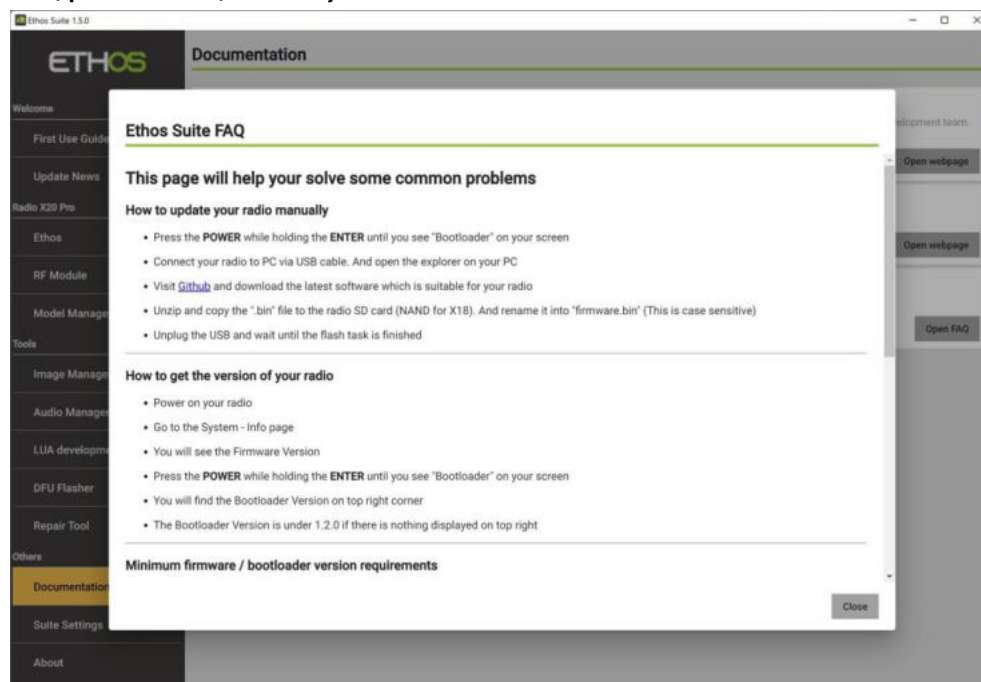 Ethos Suite 1.5.0
ETHOS
Documentation
Welcome
First Use Guide
Update News
Radio X20 Pro
Ethos
RF Module
Model Manage
Tools
Image Manage
Audio Manager
LUA developme
DFU Flasher
Repair Tool
Others
Documentation
Suite Settings
About
elopment team.
Open webpage
Open webpage
Open FAQ
Ethos Suite FAQ
This page will help your solve some common problems
How to update your radio manually
• Press the POWER while holding the ENTER until you see "Bootloader" on your screen
• Connect your radio to PC via USB cable. And open the explorer on your PC
• Visit Github and download the latest software which is suitable for your radio
• Unzip and copy the ".bin" file to the radio SD card (NAND for X18). And rename it into "firmware.bin" (This is case sensitive)
• Unplug the USB and wait until the flash task is finished
How to get the version of your radio
• Power on your radio
• Go to the System - Info page
• You will see the Firmware Version
• Press the POWER while holding the ENTER until you see "Bootloader" on your screen
• You will find the Bootloader Version on top right corner
• The Bootloader Version is under 1.2.0 if there is nothing displayed on top right
Minimum firmware / bootloader version requirements
Close